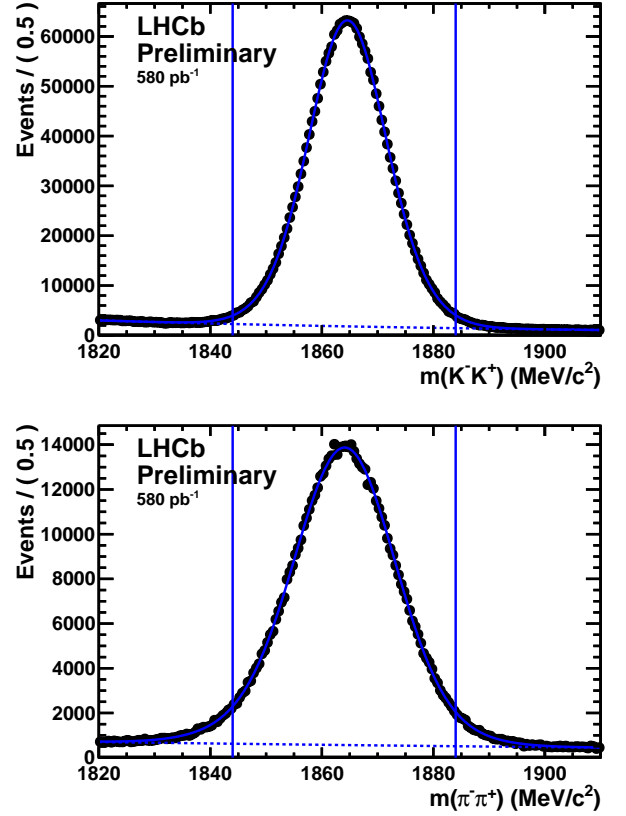 LHCb
Preliminary
580 pb⁻¹
Events / ( 0.5 )
60000
50000
40000
30000
20000
10000
0
1820 1840 1860 1880 1900
m(K⁻K⁺) (MeV/c²)
LHCb
Preliminary
580 pb⁻¹
Events / ( 0.5 )
14000
12000
10000
8000
6000
4000
2000
0
1820 1840 1860 1880 1900
m(π⁻π⁺) (MeV/c²)